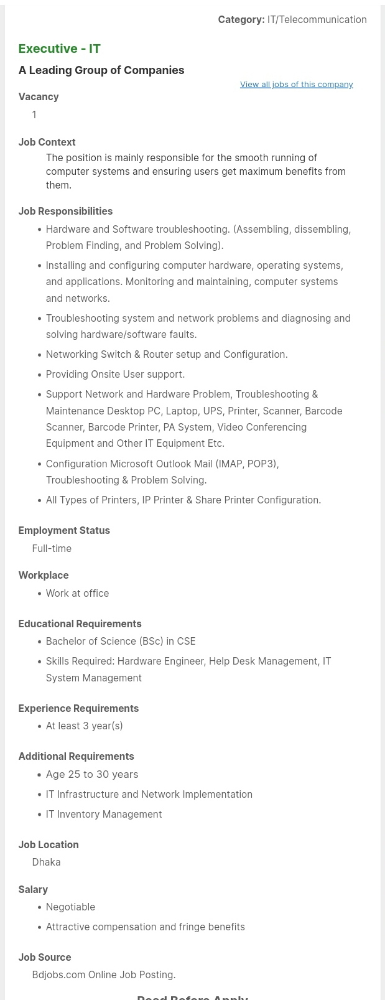 Category: IT/Telecommunication
Executive - IT
A Leading Group of Companies
View all jobs of this company
Vacancy
1
Job Context
The position is mainly responsible for the smooth running of
computer systems and ensuring users get maximum benefits from
them.
Job Responsibilities
• Hardware and Software troubleshooting. (Assembling, dissembling,
Problem Finding, and Problem Solving).
• Installing and configuring computer hardware, operating systems,
and applications. Monitoring and maintaining, computer systems
and networks.
• Troubleshooting system and network problems and diagnosing and
solving hardware/software faults.
• Networking Switch & Router setup and Configuration.
• Providing Onsite User support.
• Support Network and Hardware Problem, Troubleshooting &
Maintenance Desktop PC, Laptop, UPS, Printer, Scanner, Barcode
Scanner, Barcode Printer, PA System, Video Conferencing
Equipment and Other IT Equipment Etc.
• Configuration Microsoft Outlook Mail (IMAP, POP3),
Troubleshooting & Problem Solving.
• All Types of Printers, IP Printer & Share Printer Configuration.
Employment Status
Full-time
Workplace
• Work at office
Educational Requirements
• Bachelor of Science (BSc) in CSE
• Skills Required: Hardware Engineer, Help Desk Management, IT
System Management
Experience Requirements
• At least 3 year(s)
Additional Requirements
• Age 25 to 30 years
• IT Infrastructure and Network Implementation
• IT Inventory Management
Job Location
Dhaka
Salary
• Negotiable
• Attractive compensation and fringe benefits
Job Source
Bdjobs.com Online Job Posting.
Read Before Apply